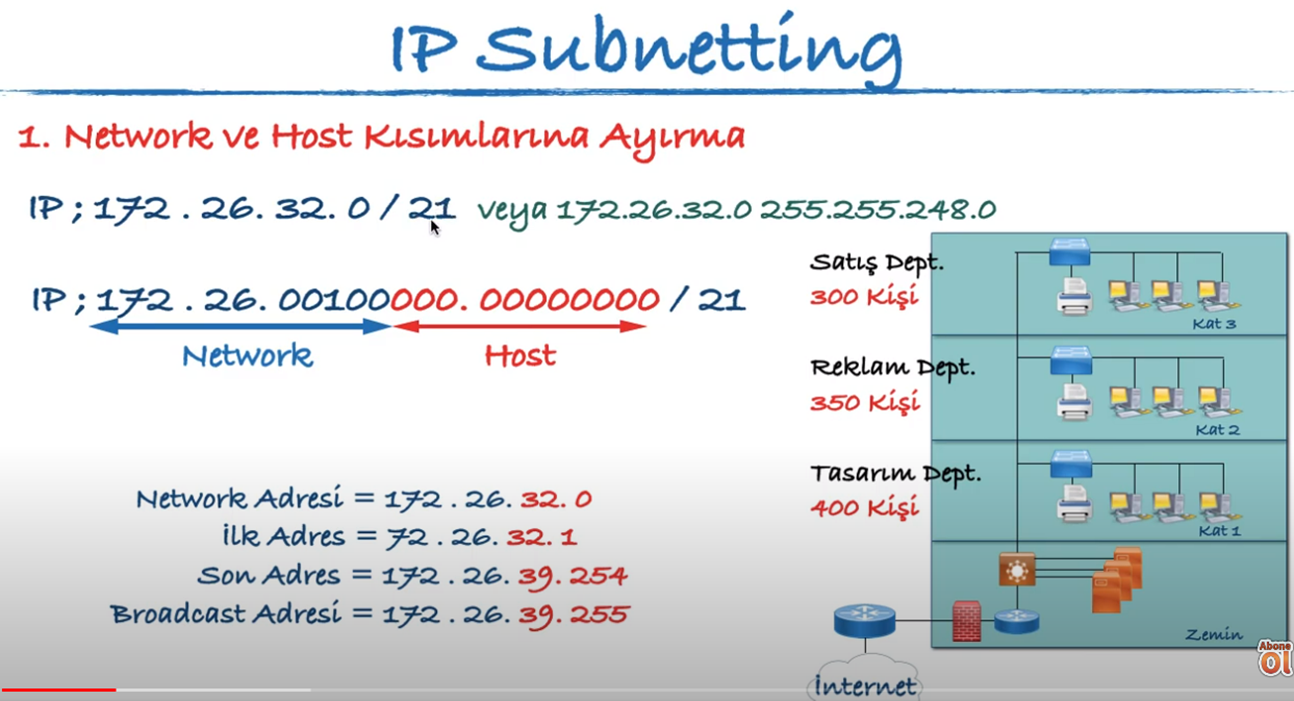 IP Subnetting
1. Network ve Host Kısımlarına Ayırma
IP ; 172 . 26. 32. 0 / 21 veya 172.26.32.0 255.255.248.0
IP ; 172 . 26. 00100000. 00000000 / 21
Network Host
Satış Dept.
300 Kişi
Kat 3
Reklam Dept.
350 Kişi
Kat 2
Tasarım Dept.
400 Kişi
Kat 1
Network Adresi = 172 . 26. 32. 0
İlk Adres = 72 . 26. 32. 1
Son Adres = 172 . 26. 39. 254
Broadcast Adresi = 172 . 26. 39. 255
Zemin
İnternet
Abone
Ol